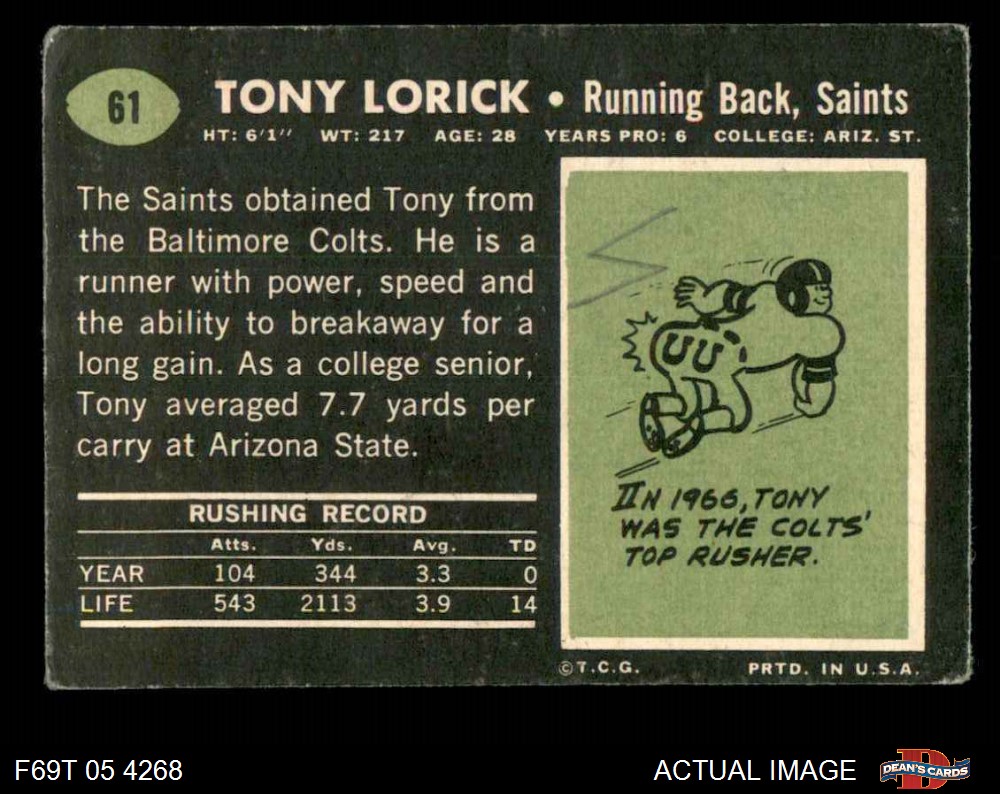 61
TONY LORICK • Running Back, Saints
HT: 6'1" WT: 217 AGE: 28 YEARS PRO: 6 COLLEGE: ARIZ. ST.
The Saints obtained Tony from
the Baltimore Colts. He is a
runner with power, speed and
the ability to breakaway for a
long gain. As a college senior,
Tony averaged 7.7 yards per
carry at Arizona State.
RUSHING RECORD
Atts. Yds. Avg. TD
YEAR 104 344 3.3 0
LIFE 543 2113 3.9 14
IN 1966, TONY
WAS THE COLTS'
TOP RUSHER.
©T.C.G. PRTD. IN U.S.A.
F69T 05 4268
ACTUAL IMAGE
DEAN'S CARDS